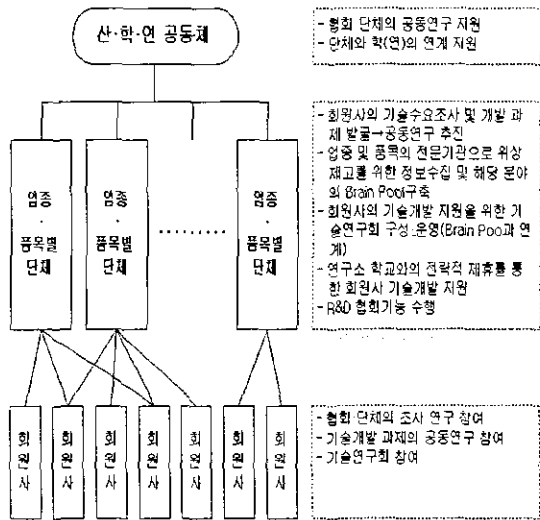 산·학·연 공동체
- 협회 단체의 공동연구 지원
- 단체와 학(연)의 연계 지원
업종
·
품목별
단체
업종
·
품목별
단체
.........
업종
·
품목별
단체
- 회원사의 기술수요조사 및 개발 과
제 발굴→공동연구 추진
- 업종 및 품목의 전문기관으로 위상
제고를 위한 정보수집 및 해당 분야
의 Brain Pool구축
- 회원사의 기술개발 지원을 위한 기
술연구회 구성·운영(Brain Poo과 연
계)
- 연구소 학교와의 전략적 제휴를 통
한 회원사 기술개발 지원
- R&D 협회기능 수행
회원사
회원사
회원사
회원사
회원사
회원사
회원사
- 협회 단체의 조사 연구 참여
- 기술개발 과제의 공동연구 참여
- 기술연구회 참여